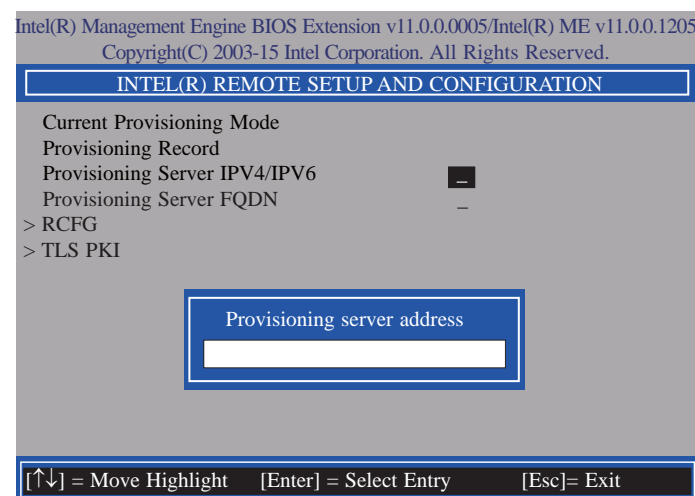 Intel(R) Management Engine BIOS Extension v11.0.0.0005/Intel(R) ME v11.0.0.1205
Copyright(C) 2003-15 Intel Corporation. All Rights Reserved.
INTEL(R) REMOTE SETUP AND CONFIGURATION
Current Provisioning Mode
Provisioning Record
Provisioning Server IPV4/IPV6 _
Provisioning Server FQDN _
> RCFG
> TLS PKI
Provisioning server address
[↑↓] = Move Highlight [Enter] = Select Entry [Esc]= Exit